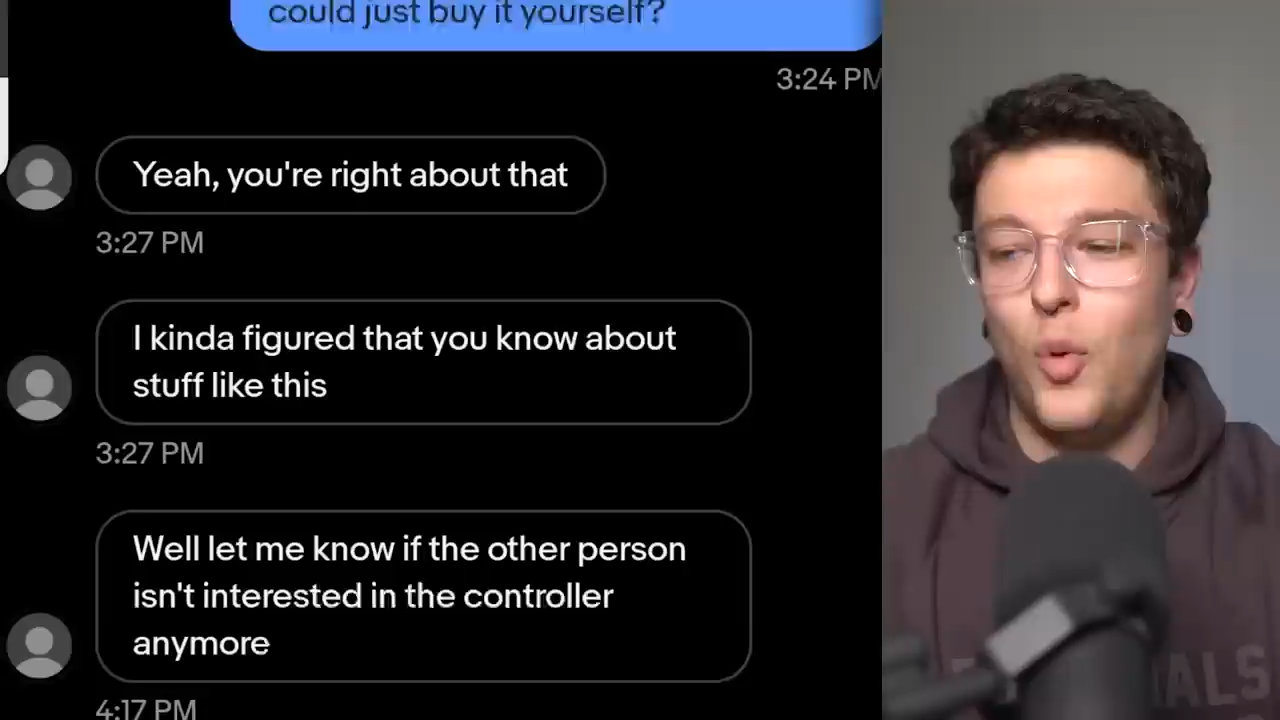 could just buy it yourself?
3:24 PM
Yeah, you're right about that
3:27 PM
I kinda figured that you know about
stuff like this
3:27 PM
Well let me know if the other person
isn't interested in the controller
anymore
4:17 PM